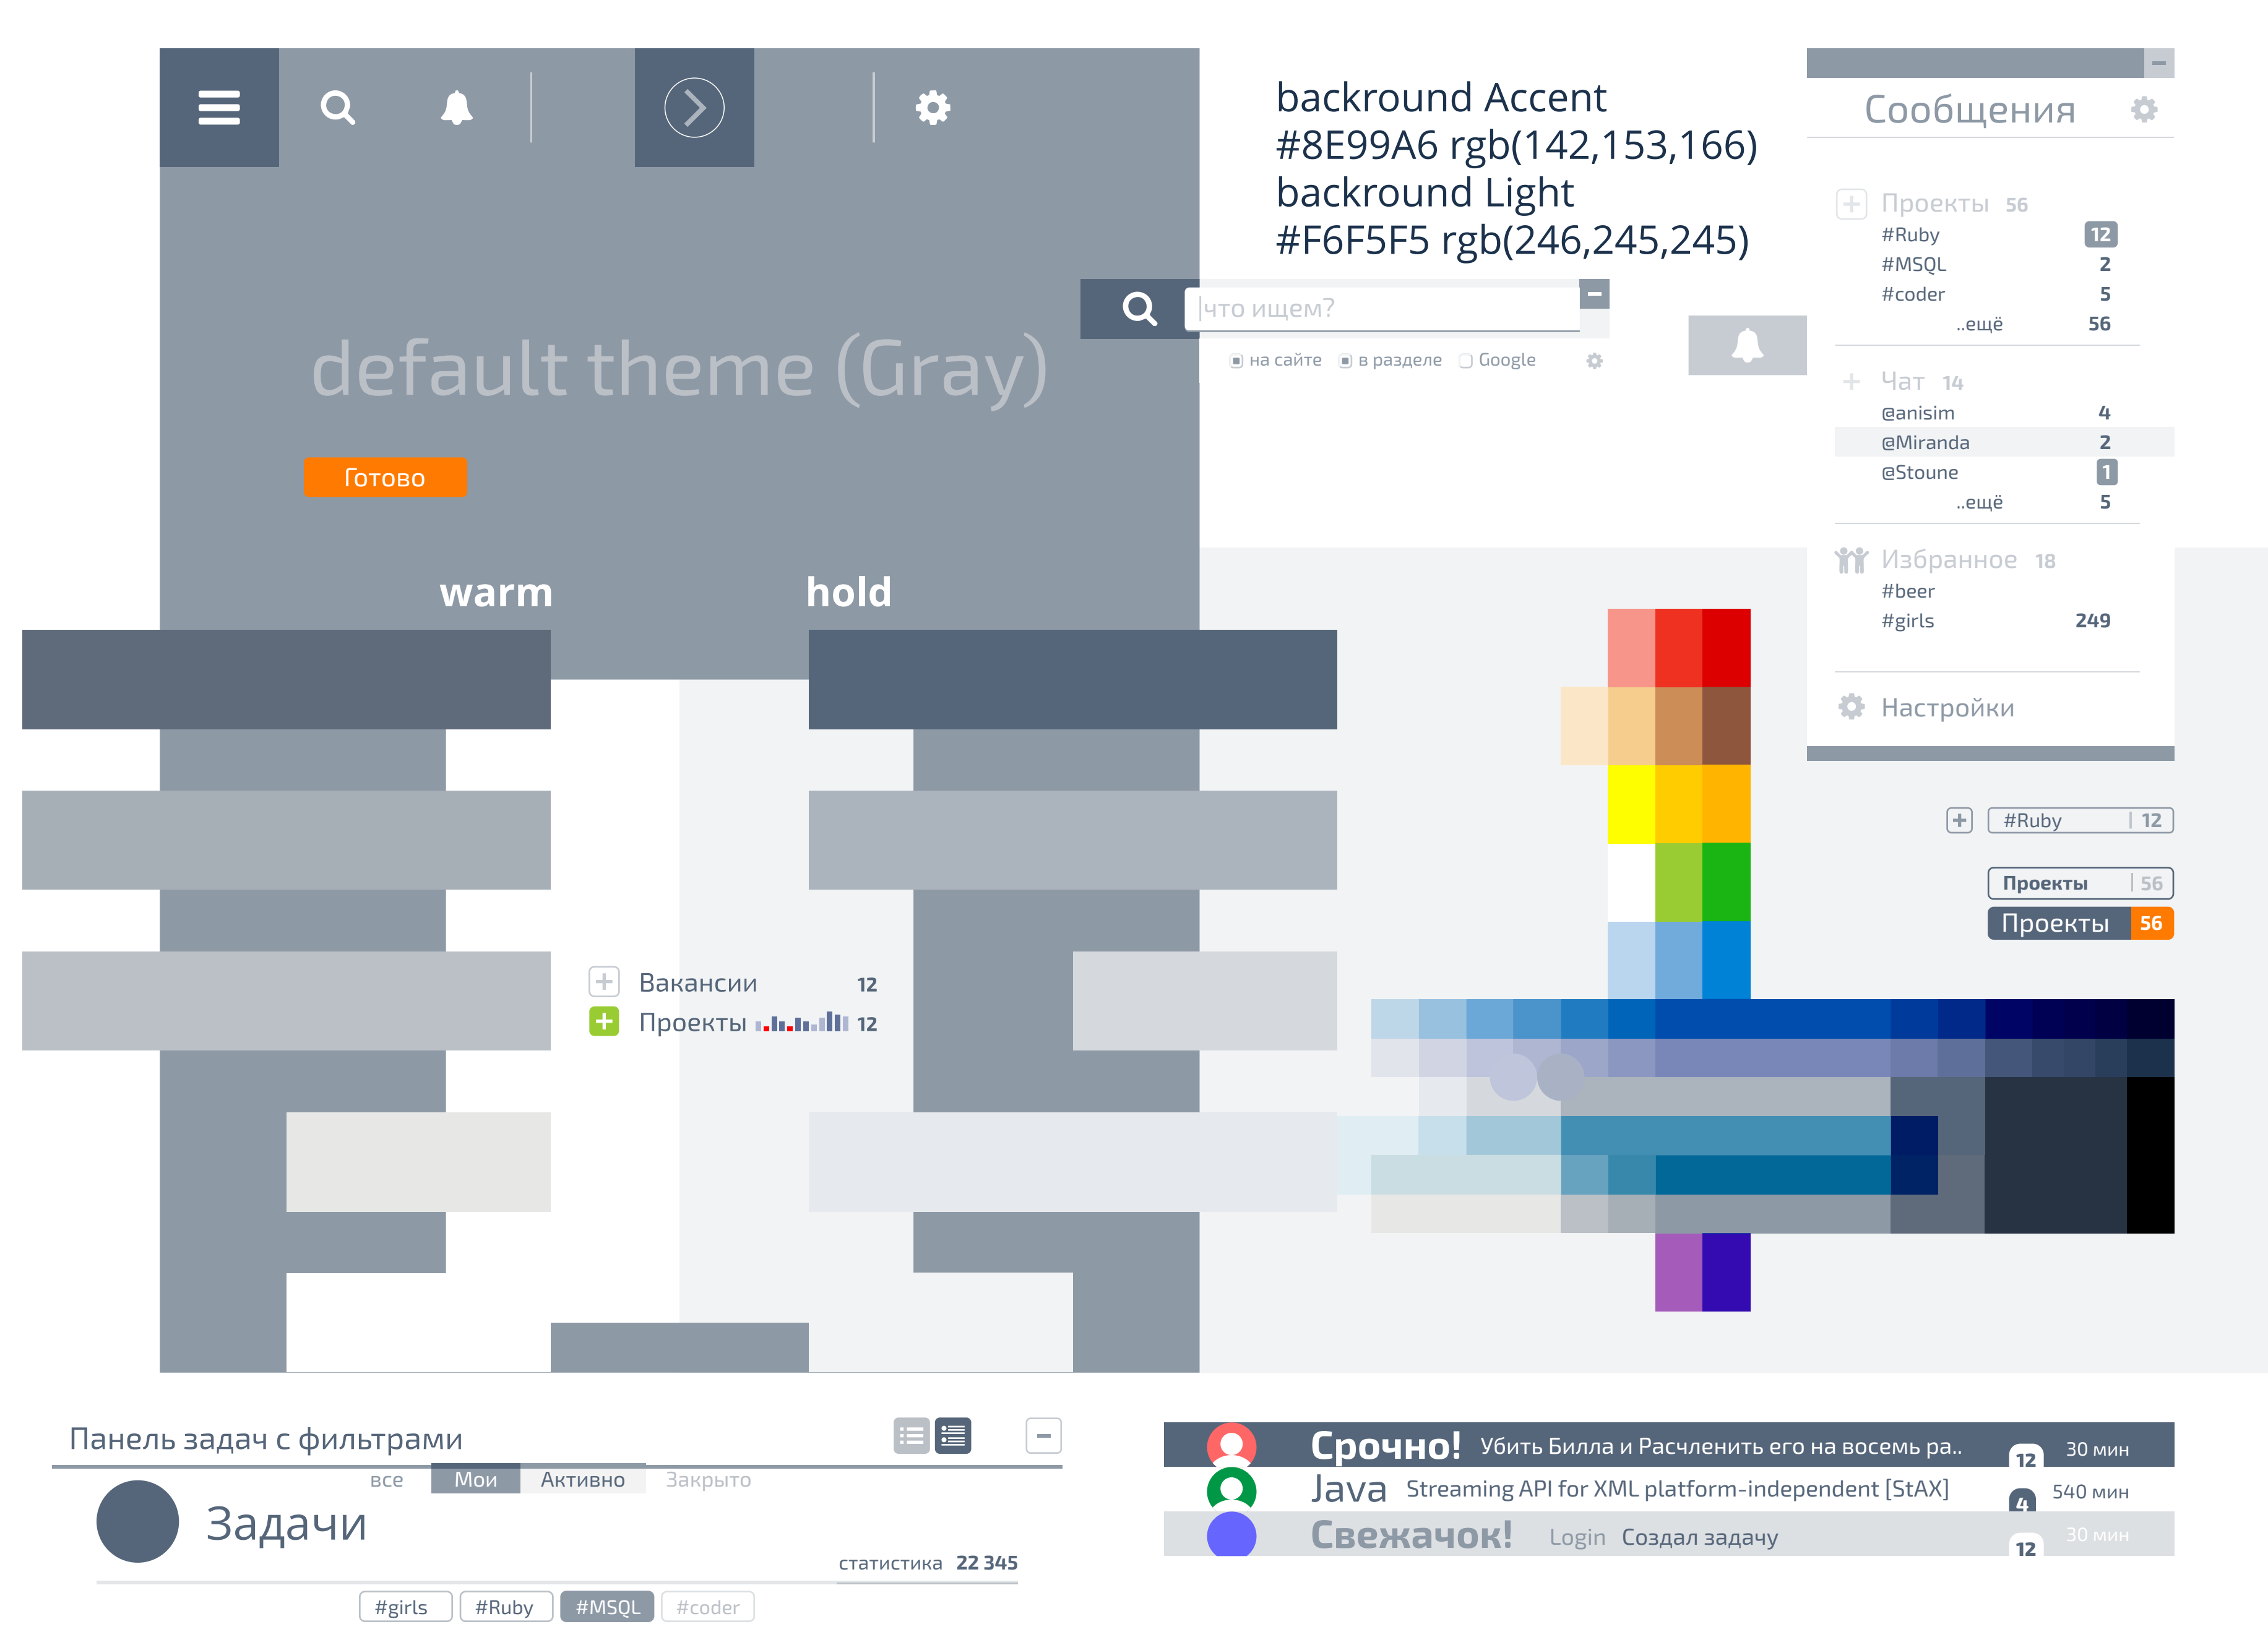 backround Accent
#8E99A6 rgb(142,153,166)
backround Light
#F6F5F5 rgb(246,245,245)
что ищем?
на сайте в разделе Google
default theme (Gray)
Готово
warm hold
Сообщения
Проекты 56
#Ruby 12
#MSQL 2
#coder 5
..ещё 56
Чат 14
@anisim 4
@Miranda 2
@Stoune 1
..ещё 5
Избранное 18
#beer
#girls 249
Настройки
#Ruby 12
Проекты 56
Проекты 56
Вакансии 12
Проекты 12
Панель задач с фильтрами
все Мои Активно Закрыто
Задачи
статистика 22 345
#girls #Ruby #MSQL #coder
Срочно! Убить Билла и Расчленить его на восемь ра.. 12 30 мин
Java Streaming API for XML platform-independent [StAX] 4 540 мин
Свежачок! Login Создал задачу 12 30 мин